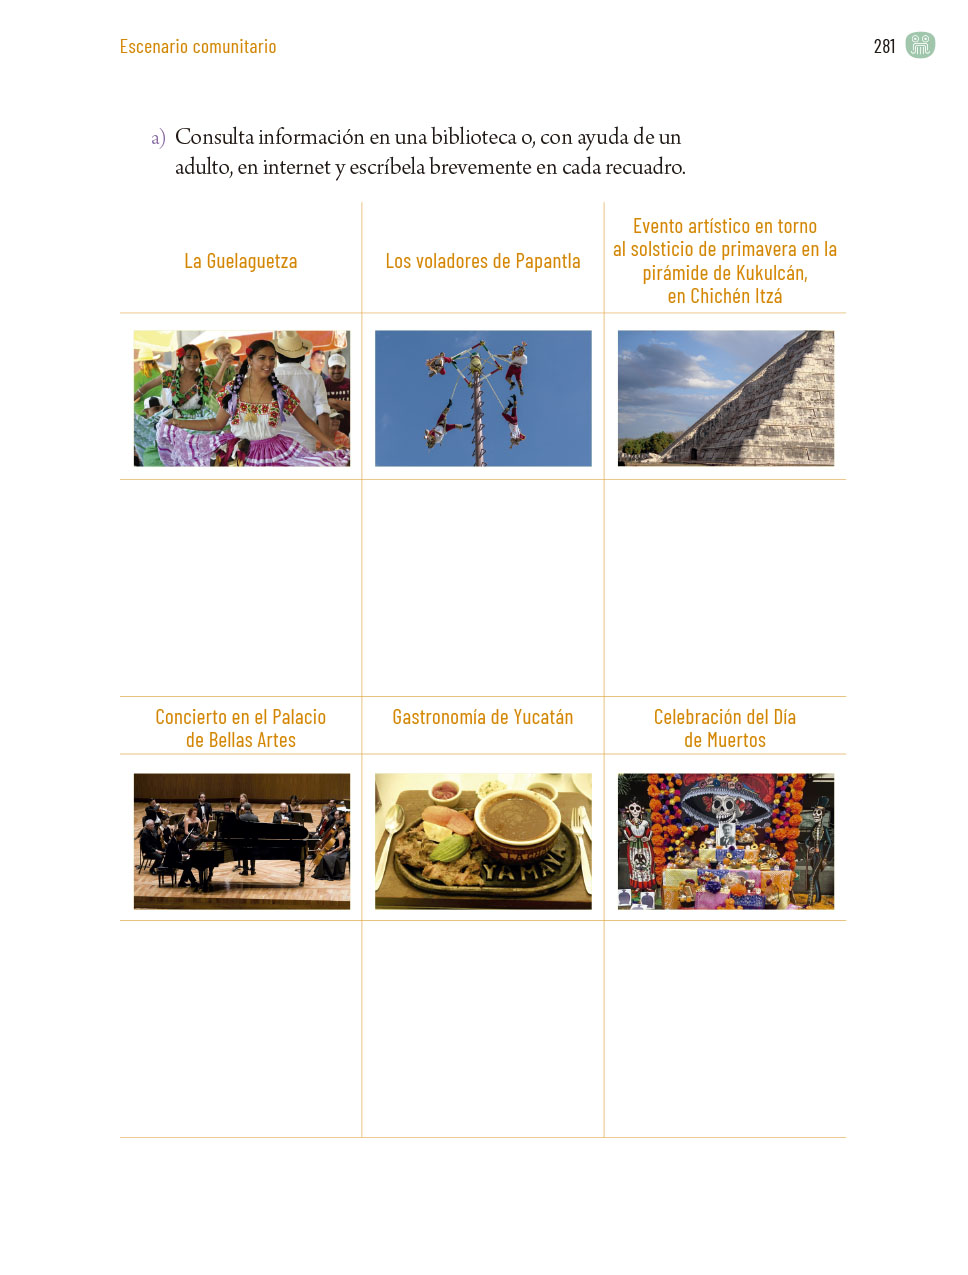 Escenario comunitario
281
a) Consulta información en una biblioteca o, con ayuda de un
adulto, en internet y escríbela brevemente en cada recuadro.
La Guelaguetza
Los voladores de Papantla
Evento artístico en torno
al solsticio de primavera en la
pirámide de Kukulcán,
en Chichén Itzá
Concierto en el Palacio
de Bellas Artes
Gastronomía de Yucatán
Celebración del Día
de Muertos
YAMAN